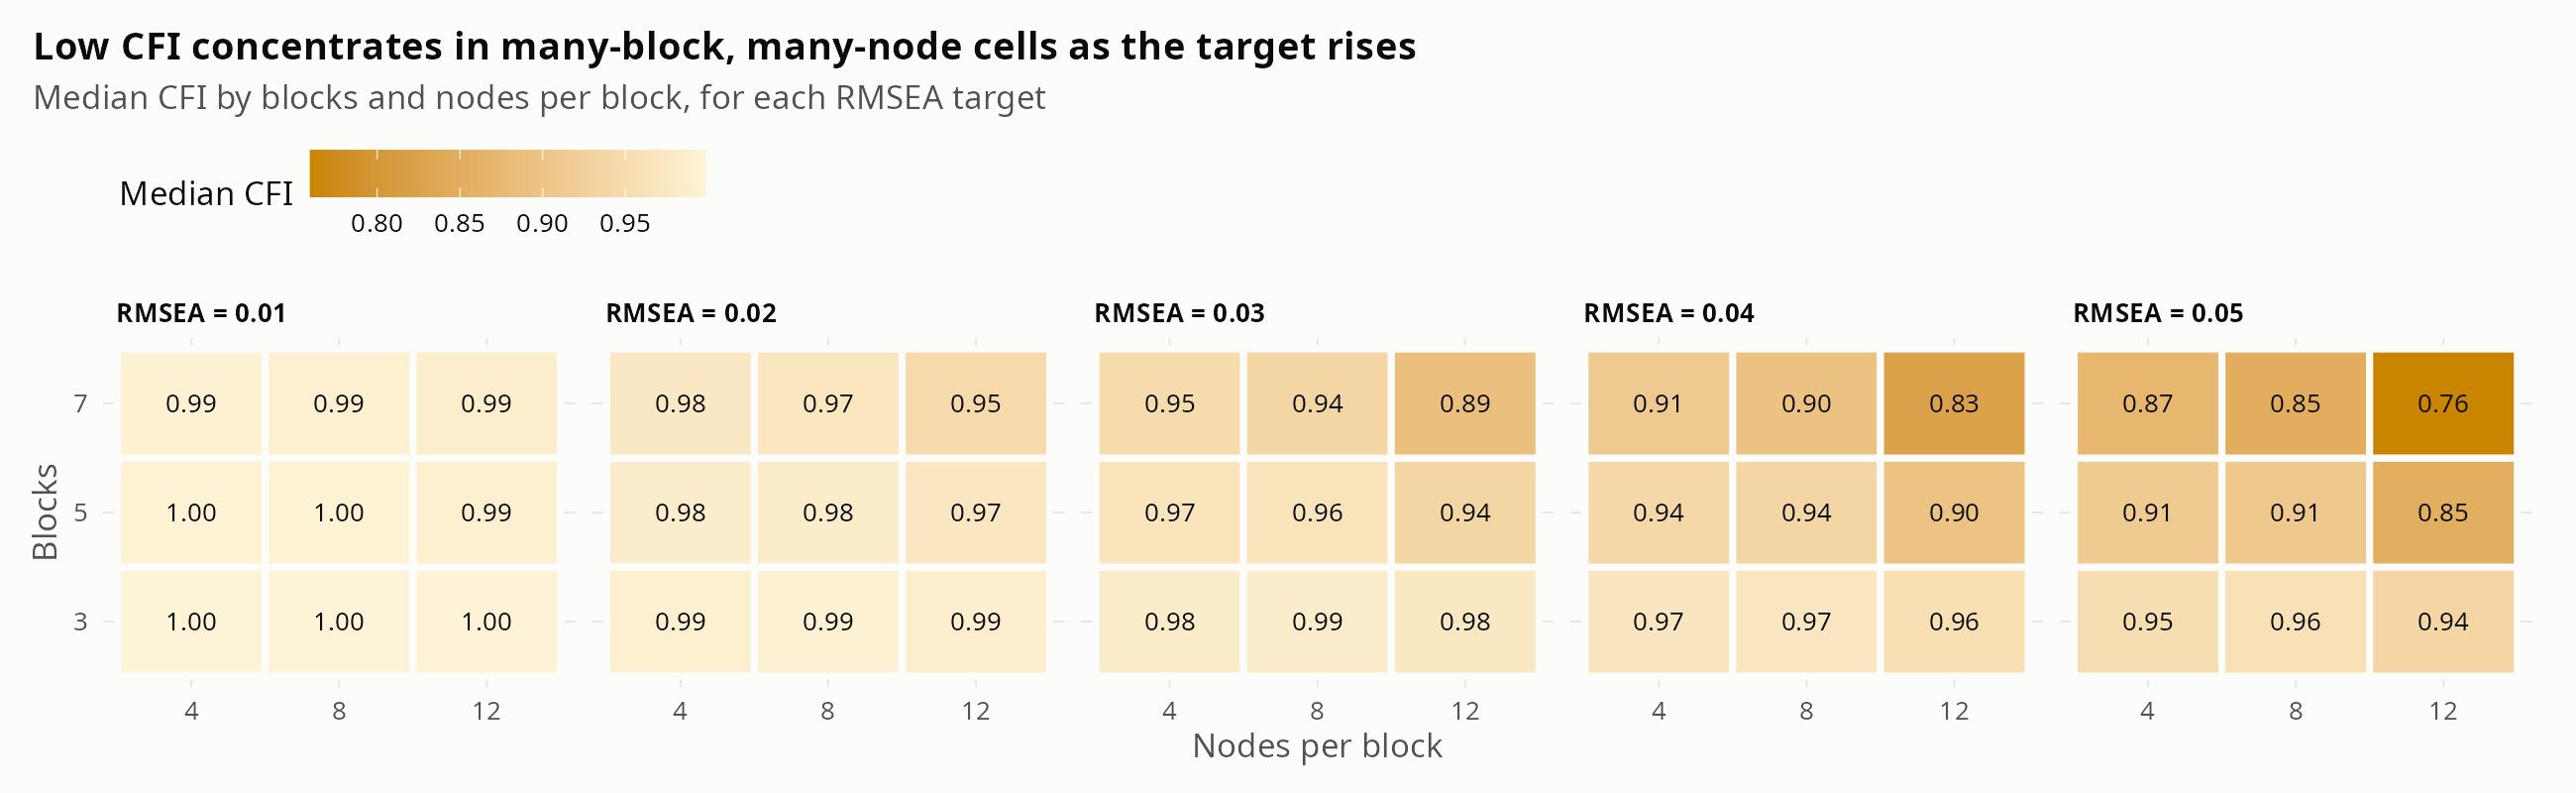 Low CFI concentrates in many-block, many-node cells as the target rises
Median CFI by blocks and nodes per block, for each RMSEA target
Median CFI
0.80 0.85 0.90 0.95
RMSEA = 0.01 RMSEA = 0.02 RMSEA = 0.03 RMSEA = 0.04 RMSEA = 0.05
7 0.99 0.99 0.99 0.98 0.97 0.95 0.95 0.94 0.89 0.91 0.90 0.83 0.87 0.85 0.76
Blocks
5 1.00 1.00 0.99 0.98 0.98 0.97 0.97 0.96 0.94 0.94 0.94 0.90 0.91 0.91 0.85
3 1.00 1.00 1.00 0.99 0.99 0.99 0.98 0.99 0.98 0.97 0.97 0.96 0.95 0.96 0.94
4 8 12 4 8 12 4 8 12 4 8 12 4 8 12
Nodes per block